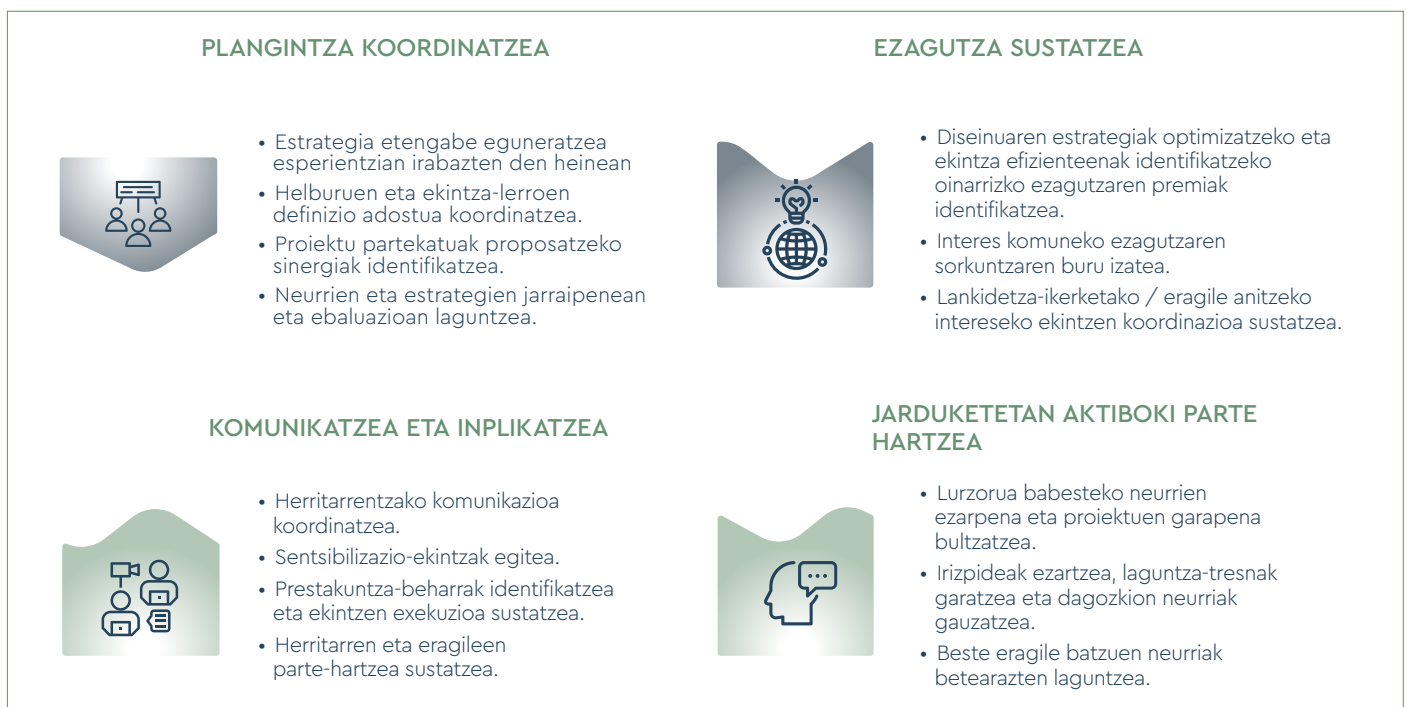 PLANGINTZA KOORDINATZEA
• Estrategia etengabe eguneratzea
esperientzian irabazten den heinean
• Helburuen eta ekintza-lerroen
definizio adostua koordinatzea.
• Proiektu partekatuak proposatzeko
sinergiak identifikatzea.
• Neurrien eta estrategien jarraipenean
eta ebaluazioan laguntzea.
EZAGUTZA SUSTATZEA
• Diseinuaren estrategiak optimizatzeko eta
ekintza efizienteenak identifikatzeko
oinarrizko ezagutzaren premiak
identifikatzea.
• Interes komuneko ezagutzaren
sorkuntzaren buru izatea.
• Lankidetza-ikerketako / eragile anitzeko
intereseko ekintzen koordinazioa sustatzea.
KOMUNIKATZEA ETA INPLIKATZEA
• Herritarrentzako komunikazioa
koordinatzea.
• Sentsibilizazio-ekintzak egitea.
• Prestakuntza-beharrak identifikatzea
eta ekintzen exekuzioa sustatzea.
• Herritarren eta eragileen
parte-hartzea sustatzea.
JARDUKETETAN AKTIBOKI PARTE
HARTZEA
• Lurzorua babesteko neurrien
ezarpena eta proiektuen garapena
bultzatzea.
• Irizpideak ezartzea, laguntza-tresnak
garatzea eta dagozkion neurriak
gauzatzea.
• Beste eragile batzuen neurriak
betearazten laguntzea.